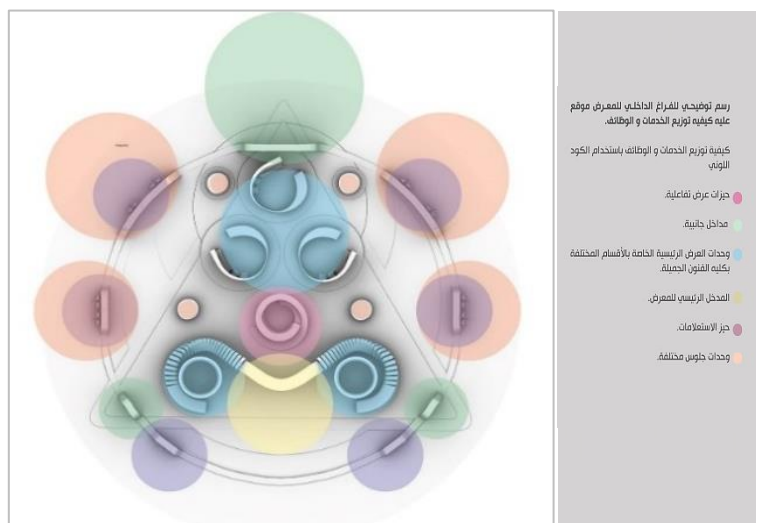 رسم توضيحي للفراغ الداخلي للمعرض موقع
عليه كيفيه توزيع الخدمات و الوظائف.
كيفية توزيع الخدمات و الوظائف باستخدام الكود
اللوني
حيزات عرض تفاعلية.
مداخل جانبية.
وحدات العرض الرئيسية الخاصة بالأقسام المختلفة
بكليه الفنون الجميلة.
المدخل الرئيسي للمعرض.
حيز الاستعلامات.
وحدات جلوس مختلفة.